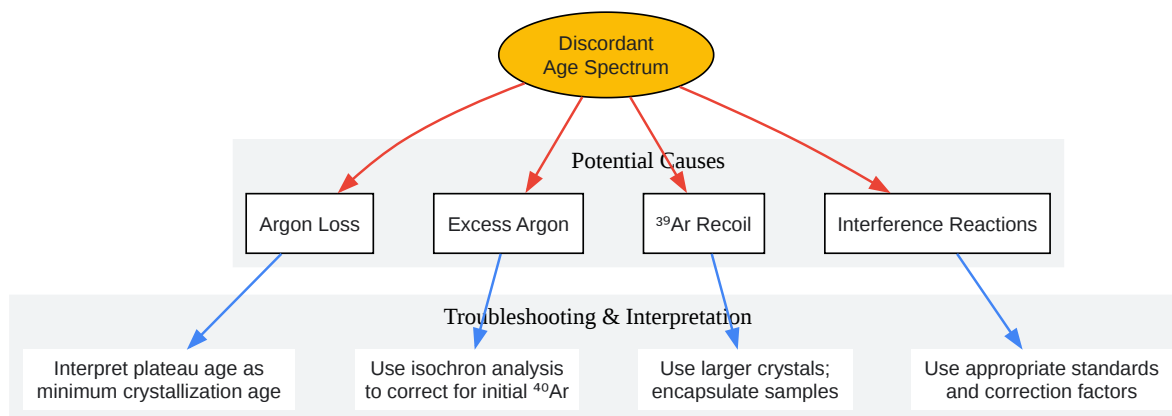 Discordant
Age Spectrum
Potential Causes
Argon Loss
Excess Argon
³⁹Ar Recoil
Interference Reactions
Troubleshooting & Interpretation
Interpret plateau age as
minimum crystallization age
Use isochron analysis
to correct for initial ⁴⁰Ar
Use larger crystals;
encapsulate samples
Use appropriate standards
and correction factors